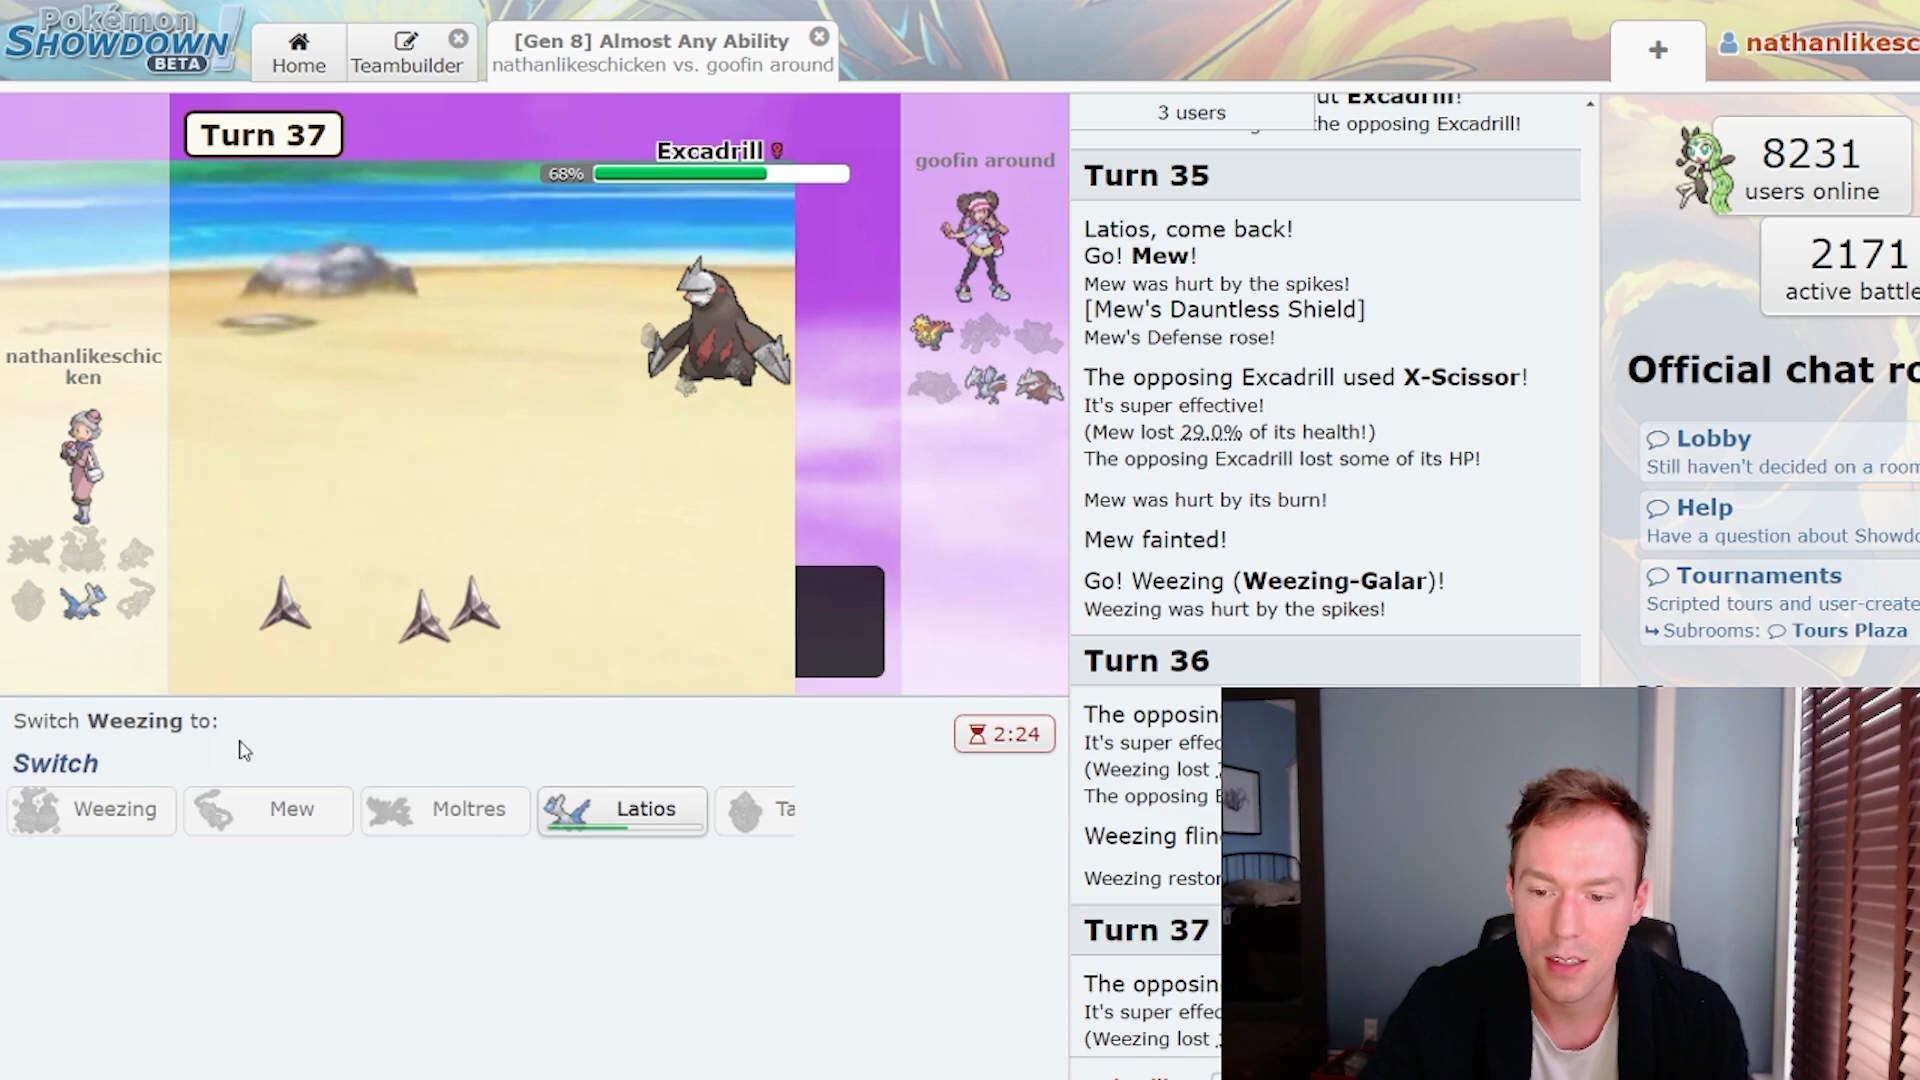 Pokémon
SHOWDOWN!
BETA
Home
Teambuilder
[Gen 8] Almost Any Ability
nathanlikeschicken vs. goofin around
nathanlikesc
Turn 37
Excadrill
68%
goofin around
nathanlikeschic
ken
3 users
the opposing Excadrill!
Turn 35
Latios, come back!
Go! Mew!
Mew was hurt by the spikes!
[Mew's Dauntless Shield]
Mew's Defense rose!
The opposing Excadrill used X-Scissor!
It's super effective!
(Mew lost 29.0% of its health!)
The opposing Excadrill lost some of its HP!
Mew was hurt by its burn!
Mew fainted!
Go! Weezing (Weezing-Galar)!
Weezing was hurt by the spikes!
Turn 36
The opposin
It's super effec
(Weezing lost
The opposing E
Weezing flin
Weezing restor
Turn 37
The opposin
It's super effec
(Weezing lost
8231
users online
2171
active battle
Official chat ro
Lobby
Still haven't decided on a room
Help
Have a question about Showdo
Tournaments
Scripted tours and user-create
Subrooms: Tours Plaza
Switch Weezing to:
2:24
Switch
Weezing
Mew
Moltres
Latios
Ta